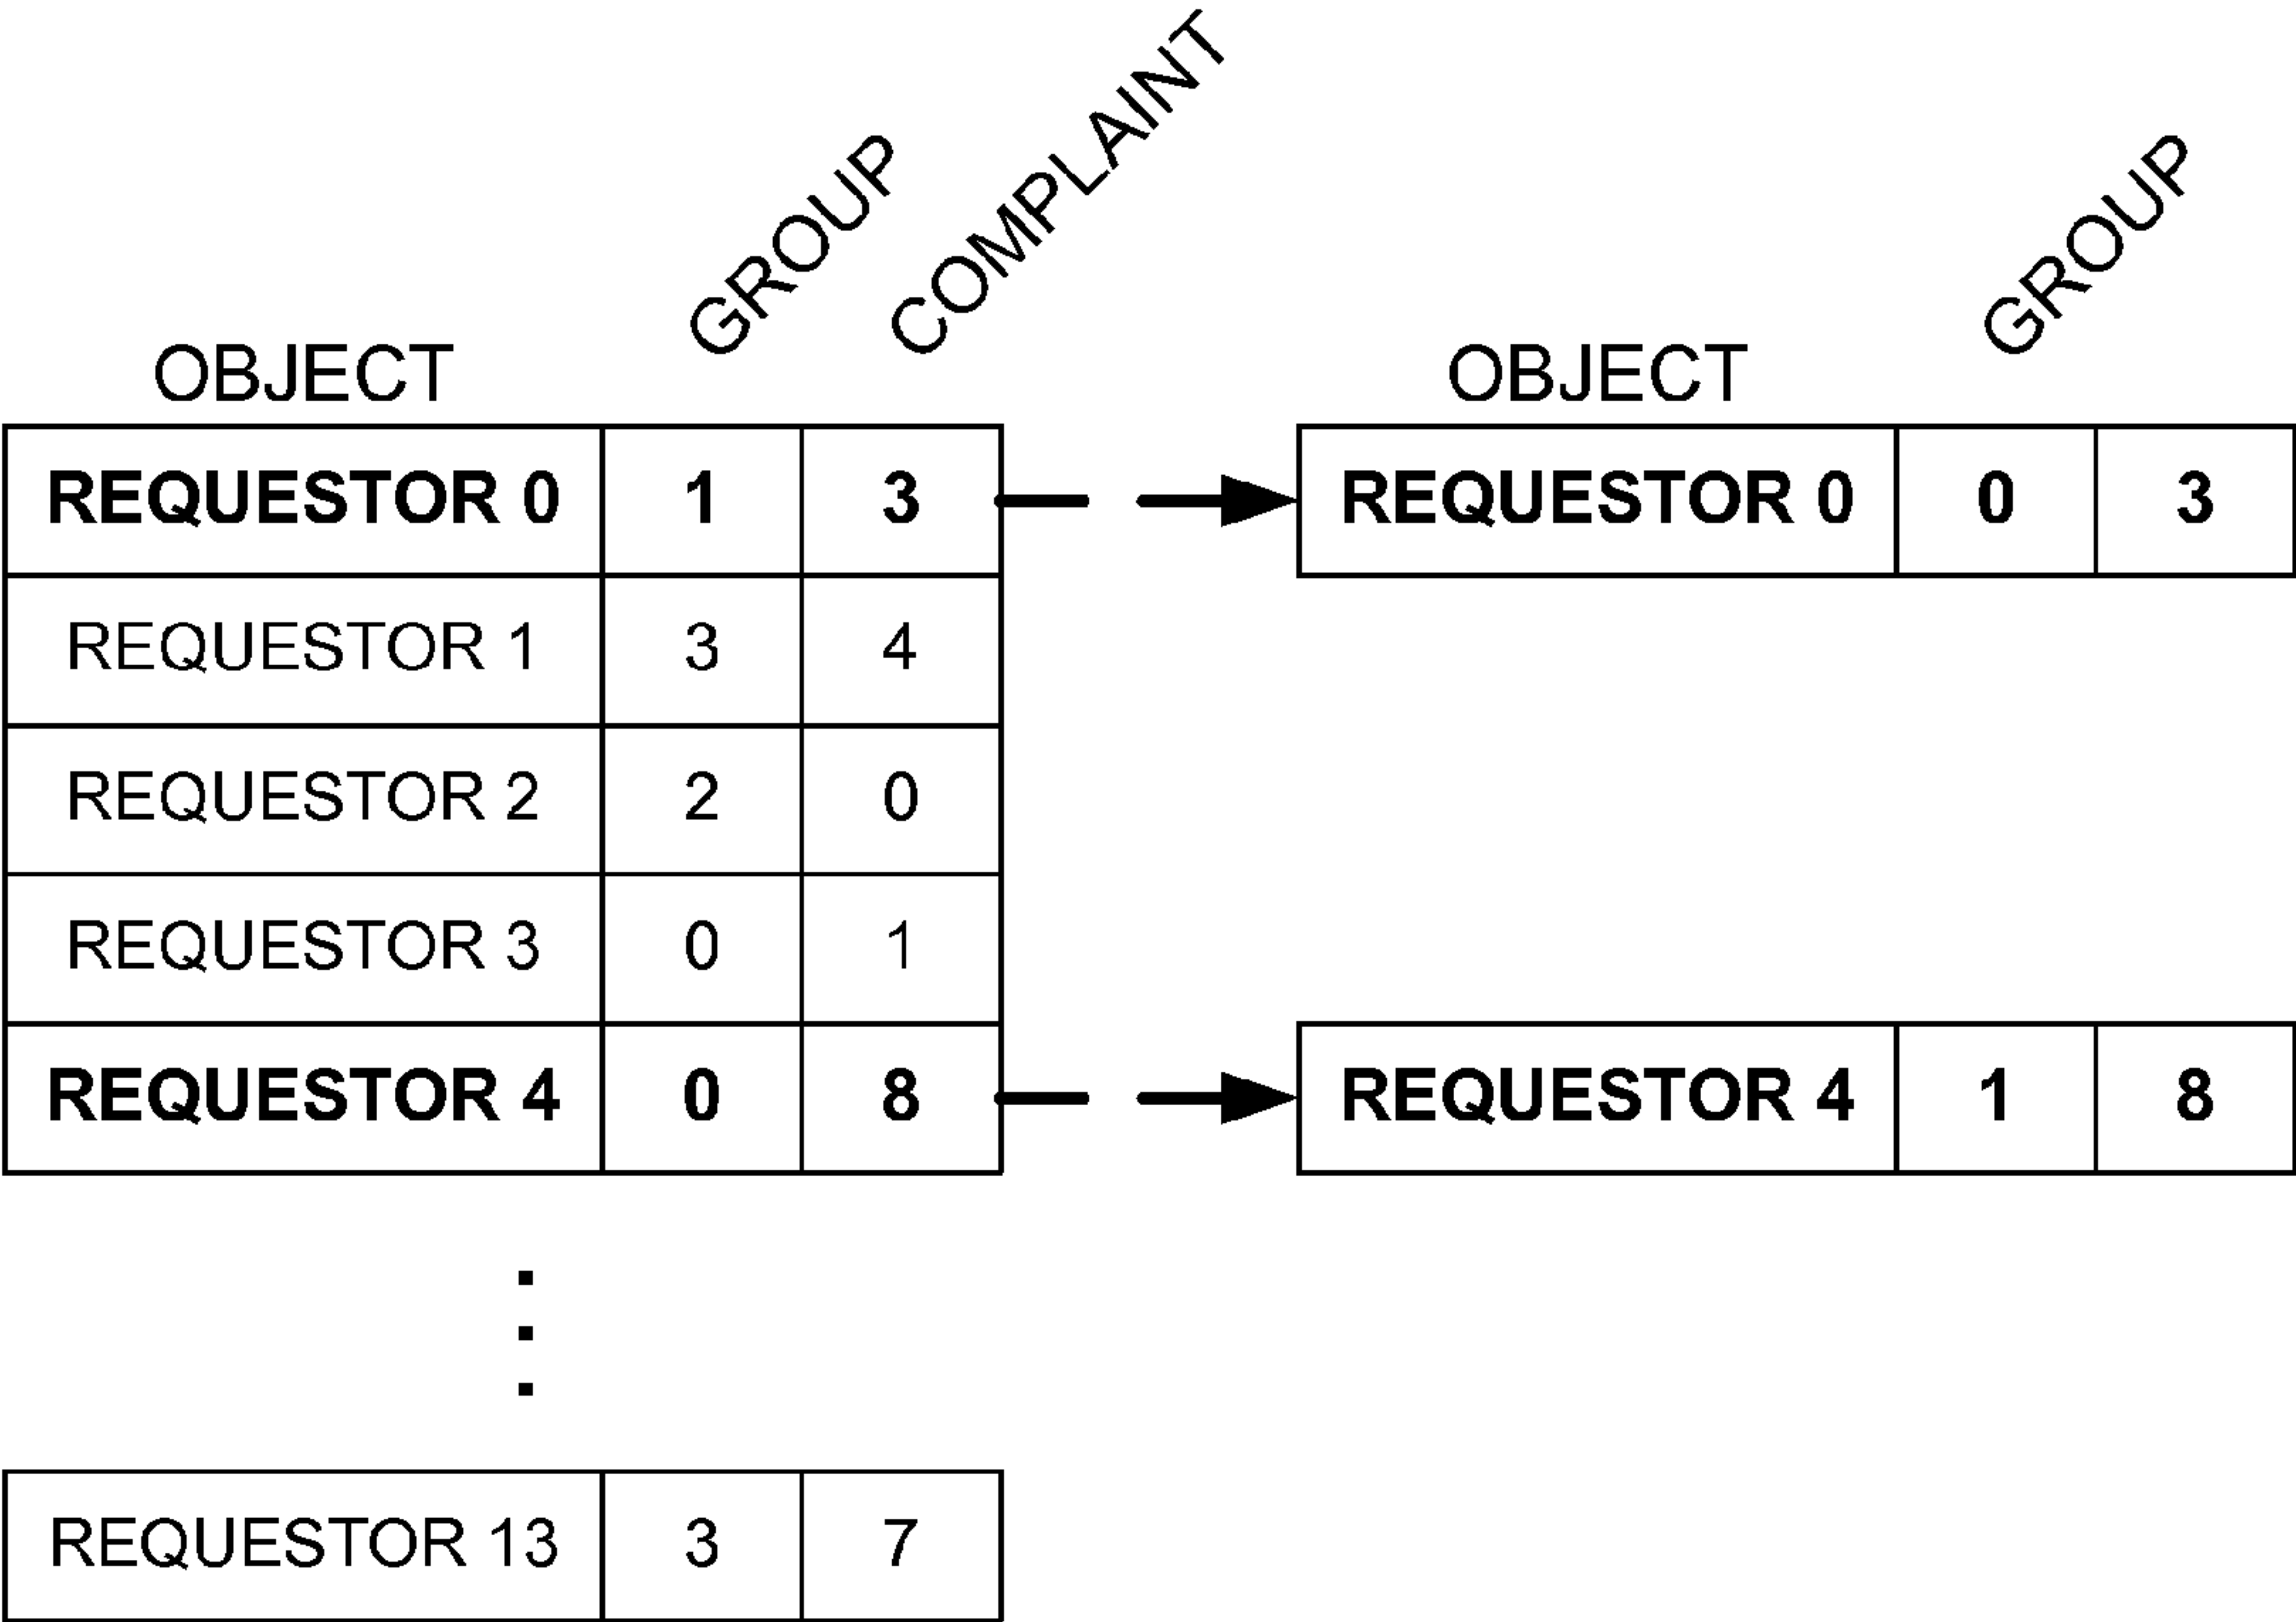 GROUP COMPLAINT GROUP
OBJECT OBJECT
REQUESTOR 0 1 3 REQUESTOR 0 0 3
REQUESTOR 1 3 4
REQUESTOR 2 2 0
REQUESTOR 3 0 1
REQUESTOR 4 0 8 REQUESTOR 4 1 8
REQUESTOR 13 3 7